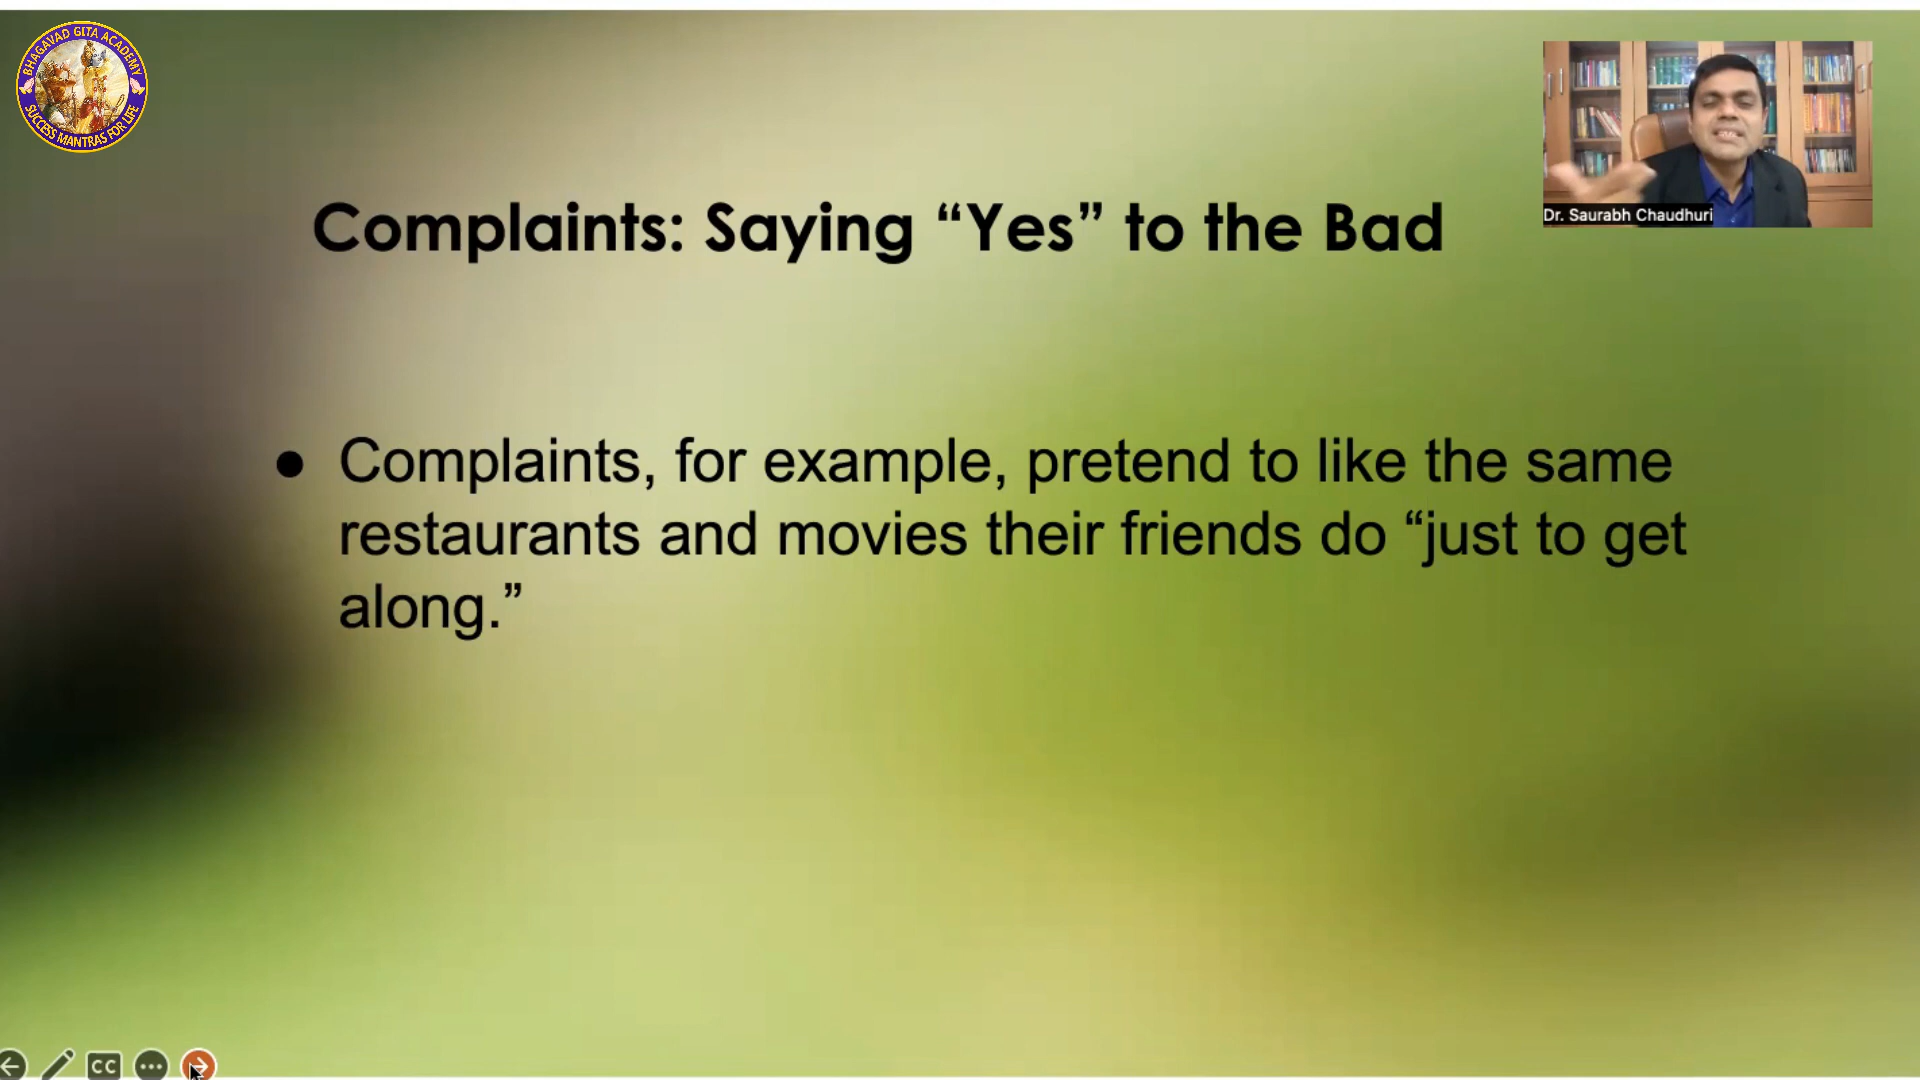 BHAGAVAD GITA ACADEMY
SUCCESS MANTRAS FOR LIFE
Dr. Saurabh Chaudhuri
Complaints: Saying “Yes” to the Bad
● Complaints, for example, pretend to like the same
restaurants and movies their friends do “just to get
along.”
CC